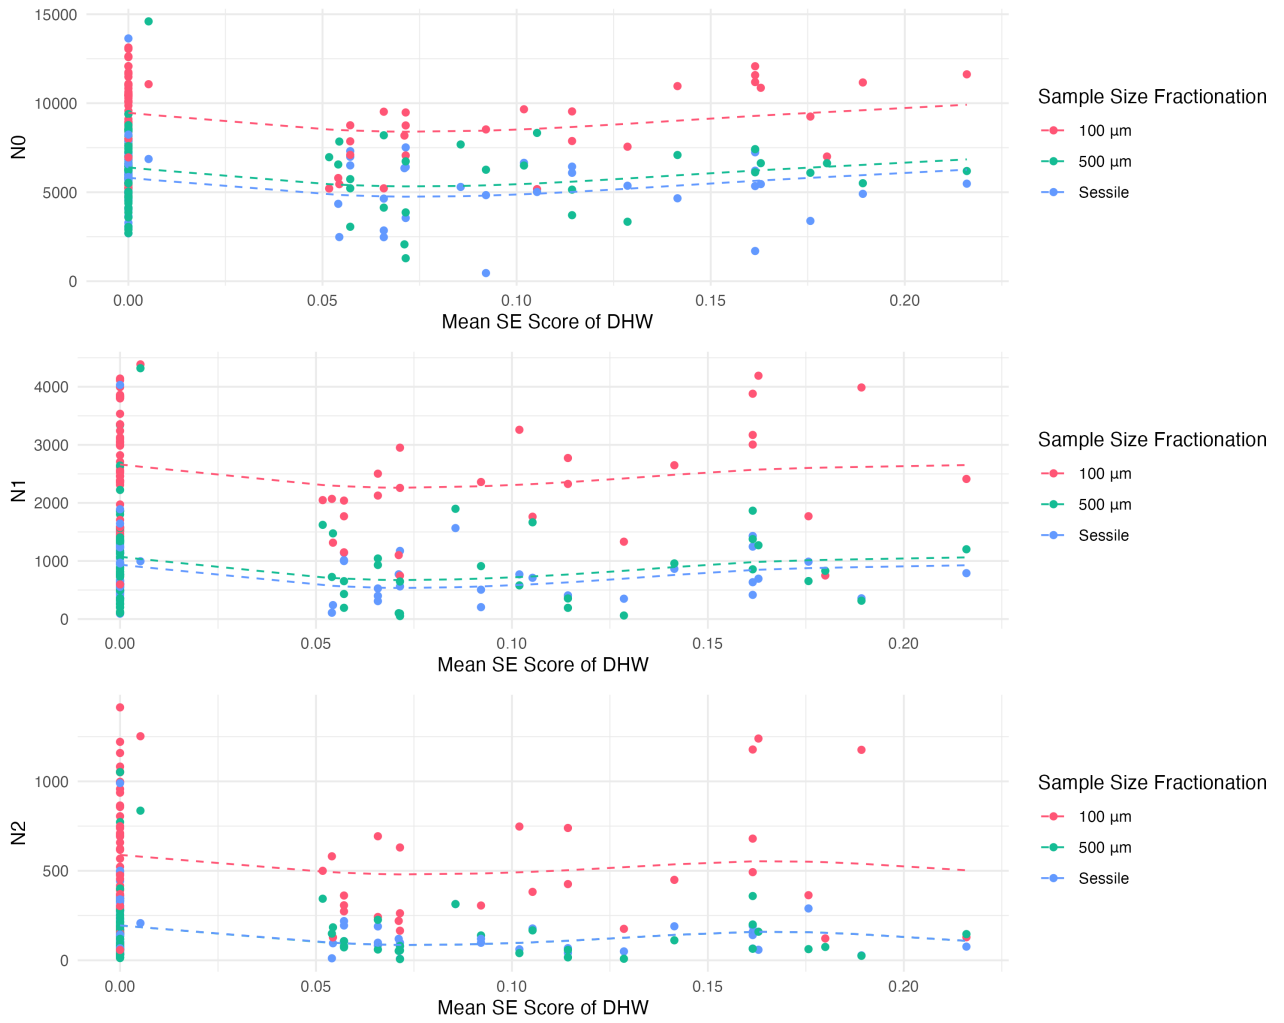 15000
10000
5000
0
N0
0.00 0.05 0.10 0.15 0.20
Mean SE Score of DHW
Sample Size Fractionation
100 µm
500 µm
Sessile
4000
3000
2000
1000
0
N1
0.00 0.05 0.10 0.15 0.20
Mean SE Score of DHW
Sample Size Fractionation
100 µm
500 µm
Sessile
1000
500
0
N2
0.00 0.05 0.10 0.15 0.20
Mean SE Score of DHW
Sample Size Fractionation
100 µm
500 µm
Sessile